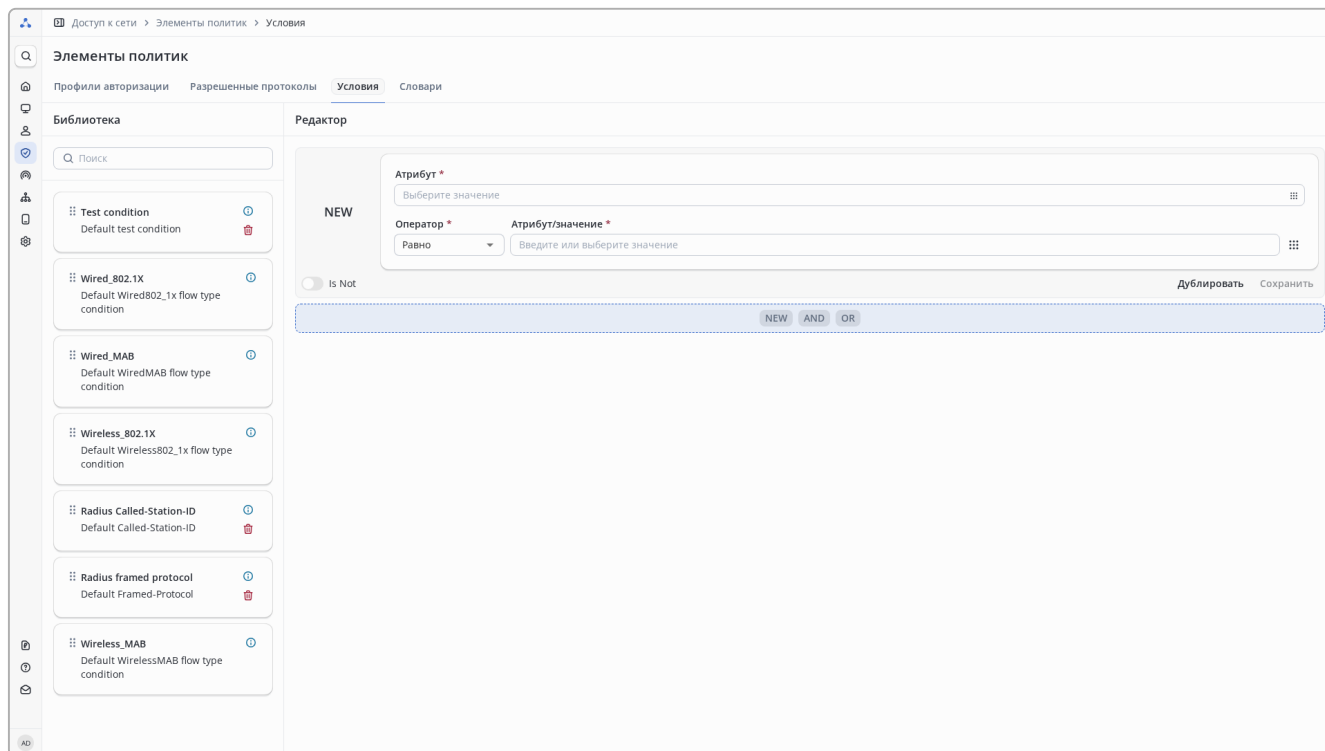 Доступ к сети > Элементы политик > Условия
Элементы политик
Профили авторизации Разрешенные протоколы Условия Словари
Библиотека
Поиск
Test condition
Default test condition
Wired_802.1X
Default Wired802_1x flow type
condition
Wired_MAB
Default WiredMAB flow type
condition
Wireless_802.1X
Default Wireless802_1x flow type
condition
Radius Called-Station-ID
Default Called-Station-ID
Radius framed protocol
Default Framed-Protocol
Wireless_MAB
Default WirelessMAB flow type
condition
Редактор
NEW
Атрибут *
Выберите значение
Оператор * Атрибут/значение *
Равно Введите или выберите значение
Is Not Дублировать Сохранить
NEW AND OR
AD